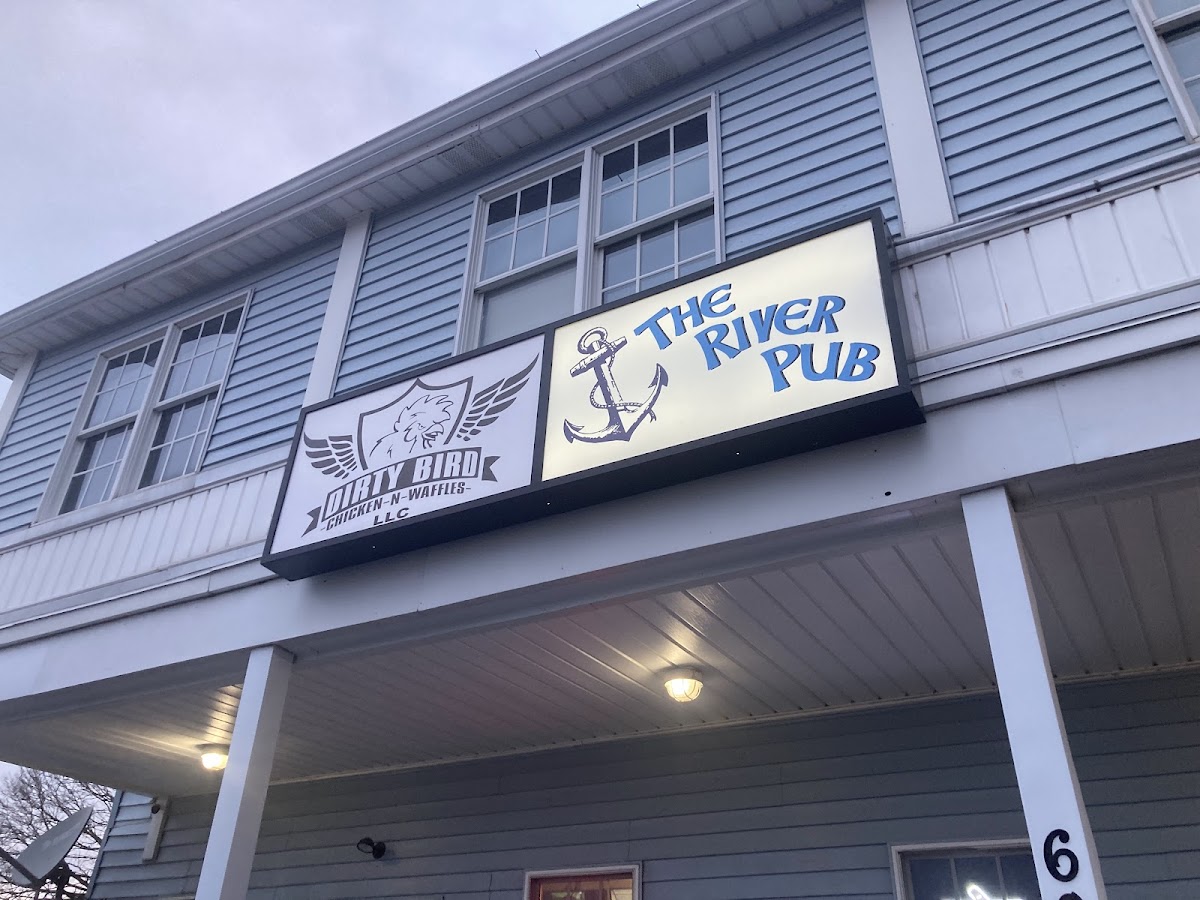 DIRTY BIRD
-CHICKEN-N-WAFFLES-
LLC
THE
RIVER
PUB
6